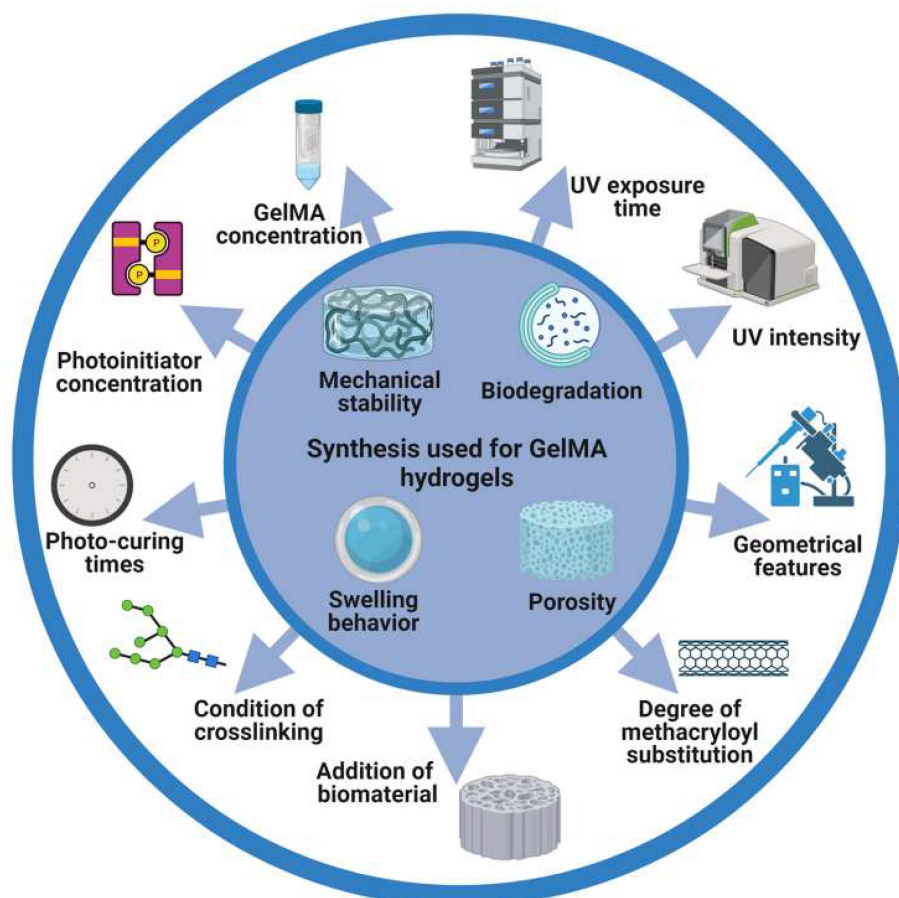 GelMA
concentration
UV exposure
time
Photoinitiator
concentration
UV intensity
P
P
Mechanical
stability
Biodegradation
Synthesis used for GelMA
hydrogels
Photo-curing
times
Geometrical
features
Swelling
behavior
Porosity
Condition of
crosslinking
Degree of
methacryloyl
substitution
Addition of
biomaterial